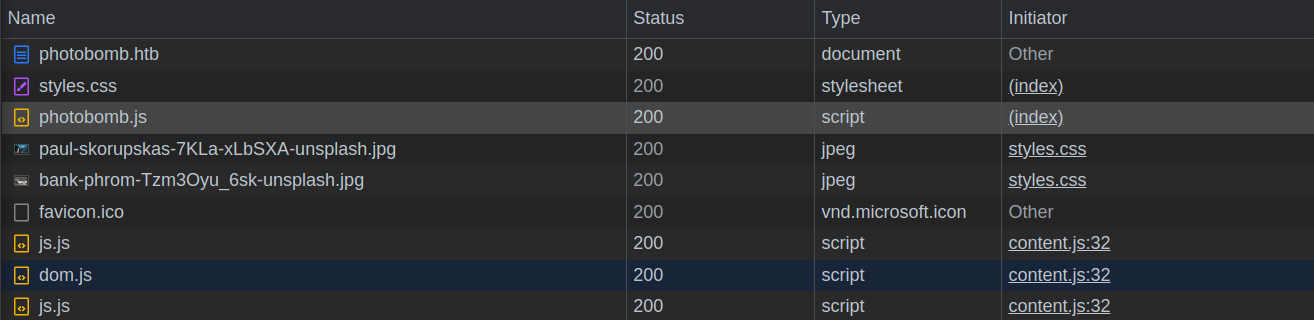 Name Status Type Initiator
photobomb.htb 200 document Other
styles.css 200 stylesheet (index)
photobomb.js 200 script (index)
paul-skorupskas-7KLa-xLbSXA-unsplash.jpg 200 jpeg styles.css
bank-phrom-Tzm3Oyu_6sk-unsplash.jpg 200 jpeg styles.css
favicon.ico 200 vnd.microsoft.icon Other
js.js 200 script content.js:32
dom.js 200 script content.js:32
js.js 200 script content.js:32